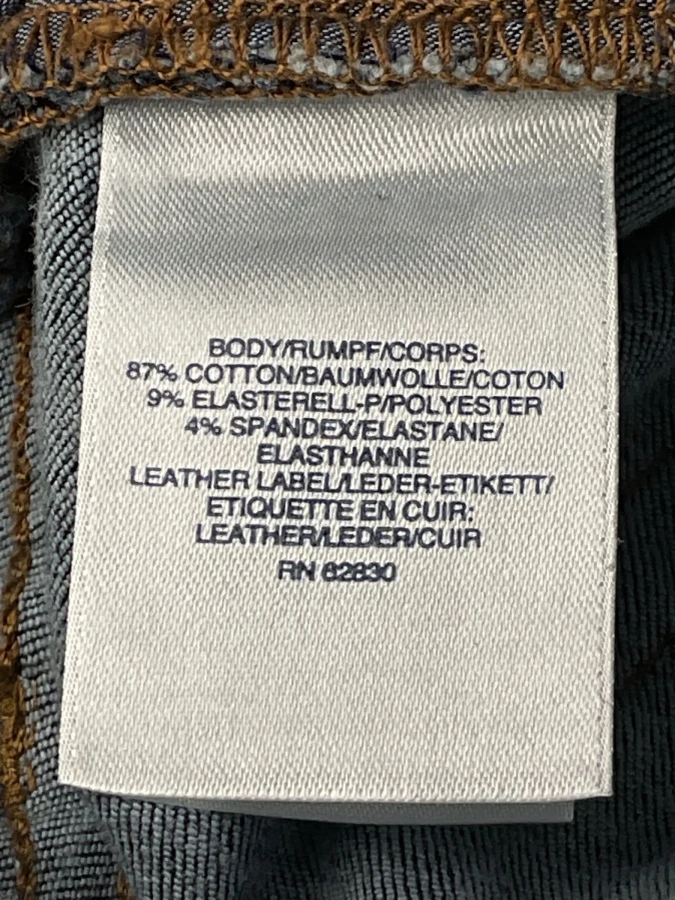 BODY/RUMPF/CORPS:
87% COTTON/BAUMWOLLE/COTON
9% ELASTERELL-P/POLYESTER
4% SPANDEX/ELASTANE/
ELASTHANNE
LEATHER LABEL/LEDER-ETIKETT/
ETIQUETTE EN CUIR:
LEATHER/LEDER/CUIR
RN 62830